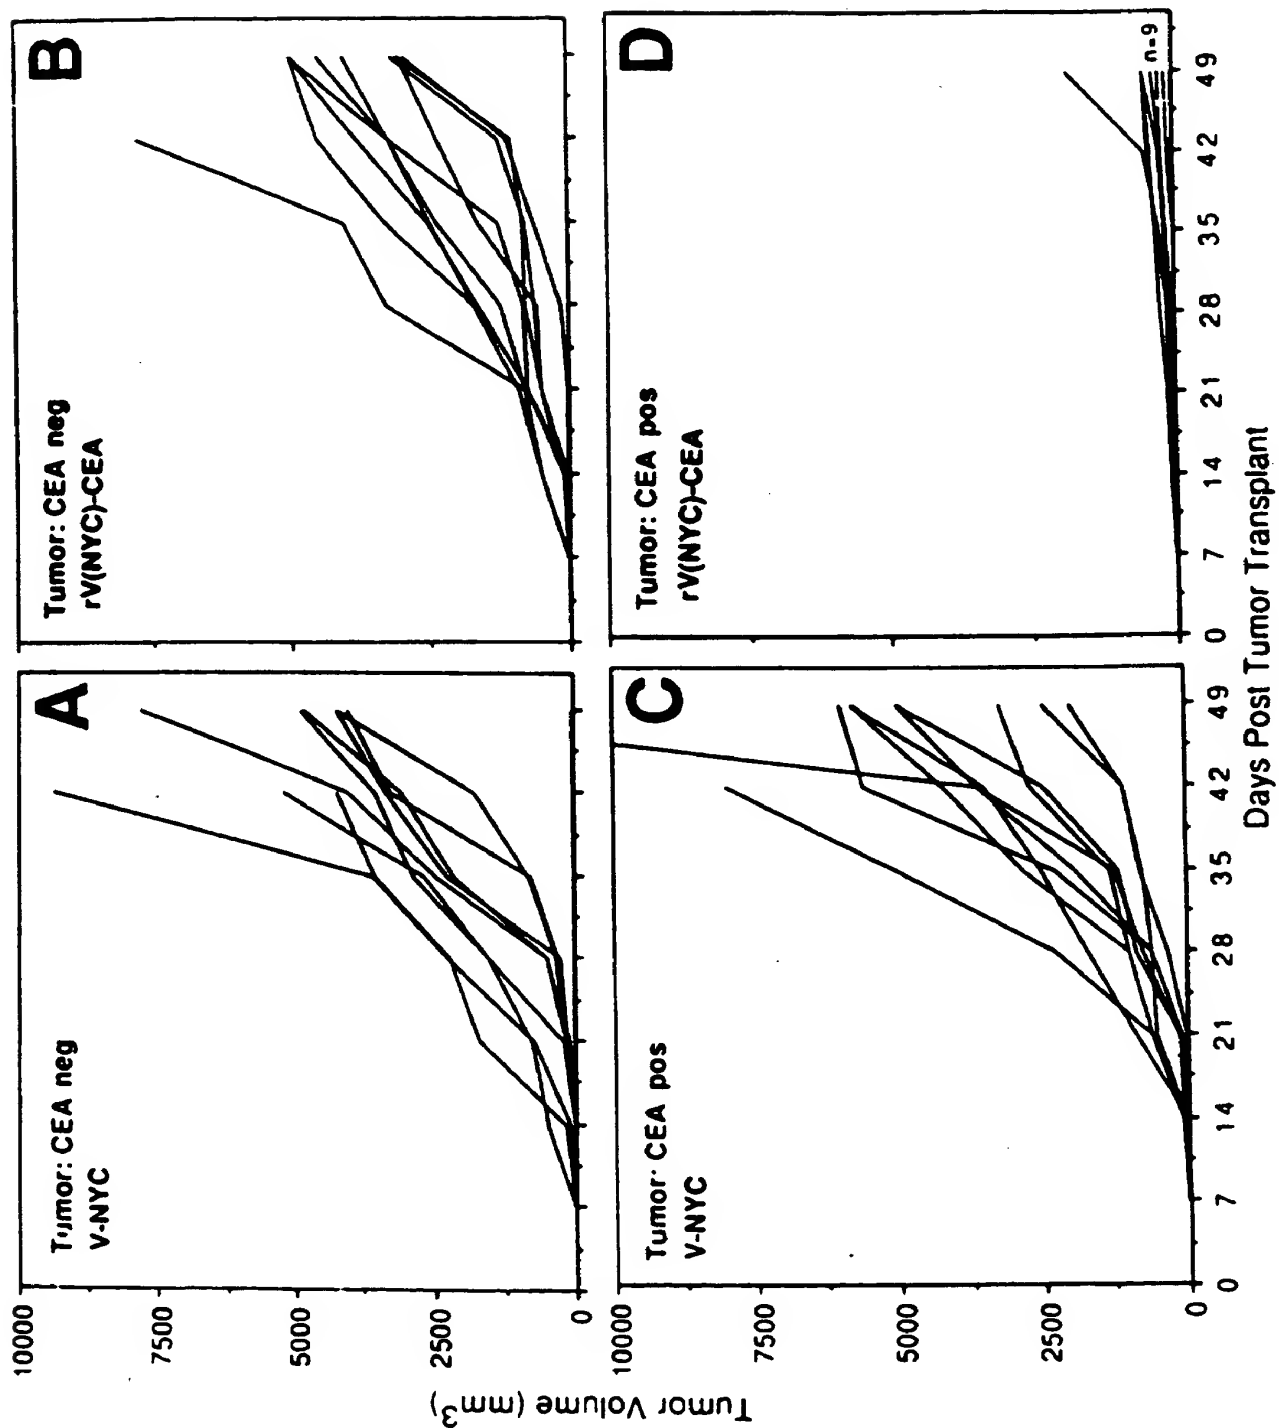 A
Tumor: CEA neg
V-NYC
B
Tumor: CEA neg
rV(NYC)-CEA
10000
7500
5000
2500
0
C
Tumor: CEA pos
V-NYC
D
Tumor: CEA pos
rV(NYC)-CEA
n=9
10000
7500
5000
2500
0
0 7 14 21 28 35 42 49
0 7 14 21 28 35 42 49
Tumor Volume (mm3)
Days Post Tumor Transplant